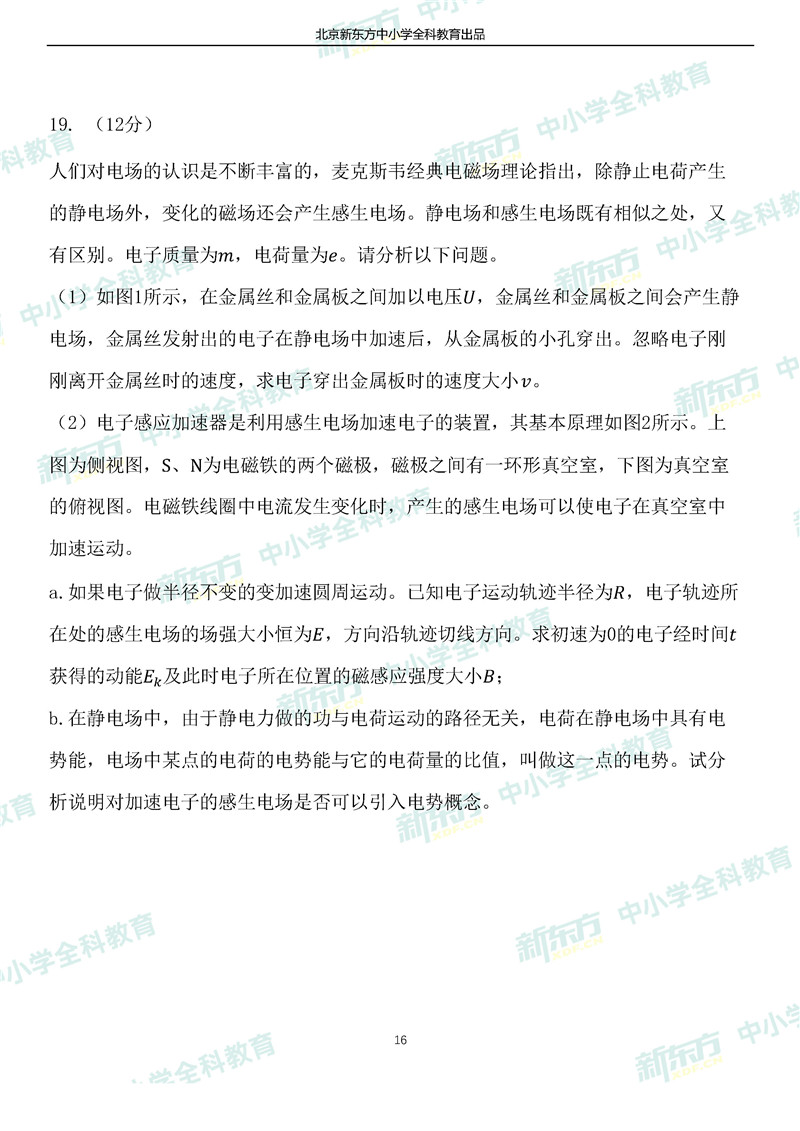 北京新东方中小学全科教育出品
19. （12分）
人们对电场的认识是不断丰富的，麦克斯韦经典电磁场理论指出，除静止电荷产生
的静电场外，变化的磁场还会产生感生电场。静电场和感生电场既有相似之处，又
有区别。电子质量为m，电荷量为e。请分析以下问题。
（1）如图1所示，在金属丝和金属板之间加以电压U，金属丝和金属板之间会产生静
电场，金属丝发射出的电子在静电场中加速后，从金属板的小孔穿出。忽略电子刚
刚离开金属丝时的速度，求电子穿出金属板时的速度大小v。
（2）电子感应加速器是利用感生电场加速电子的装置，其基本原理如图2所示。上
图为侧视图，S、N为电磁铁的两个磁极，磁极之间有一环形真空室，下图为真空室
的俯视图。电磁铁线圈中电流发生变化时，产生的感生电场可以使电子在真空室中
加速运动。
a.如果电子做半径不变的变加速圆周运动。已知电子运动轨迹半径为R，电子轨迹所
在处的感生电场的场强大小恒为E，方向沿轨迹切线方向。求初速为0的电子经时间t
获得的动能Ek及此时电子所在位置的磁感应强度大小B；
b.在静电场中，由于静电力做的功与电荷运动的路径无关，电荷在静电场中具有电
势能，电场中某点的电荷的电势能与它的电荷量的比值，叫做这一点的电势。试分
析说明对加速电子的感生电场是否可以引入电势概念。
16